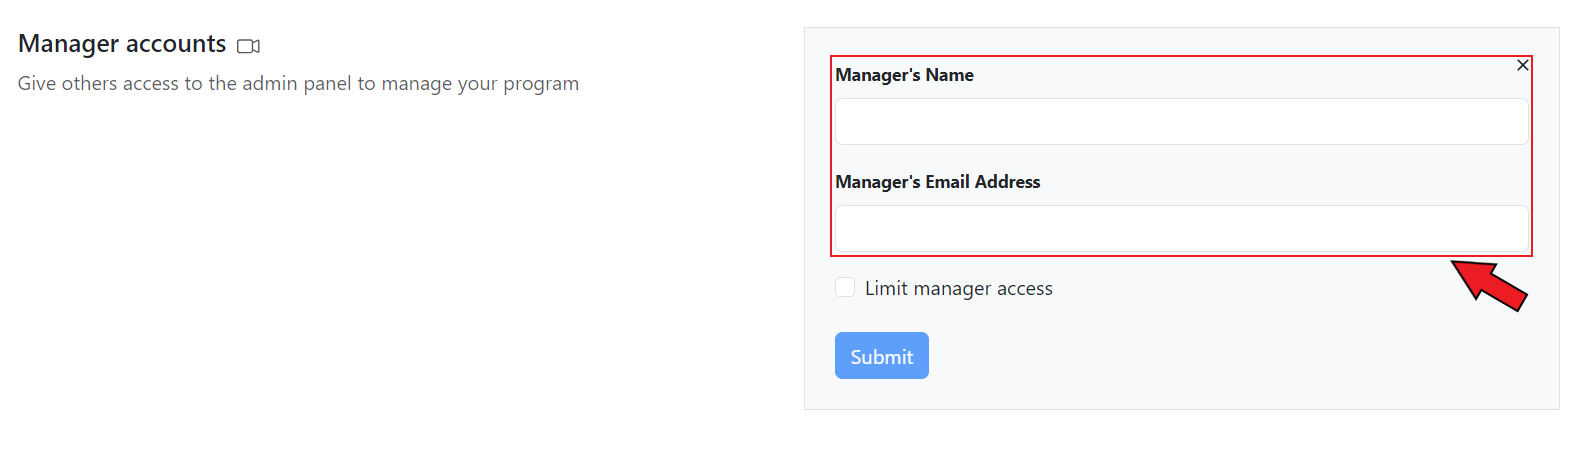 Manager accounts
Give others access to the admin panel to manage your program
Manager's Name
Manager's Email Address
Limit manager access
Submit